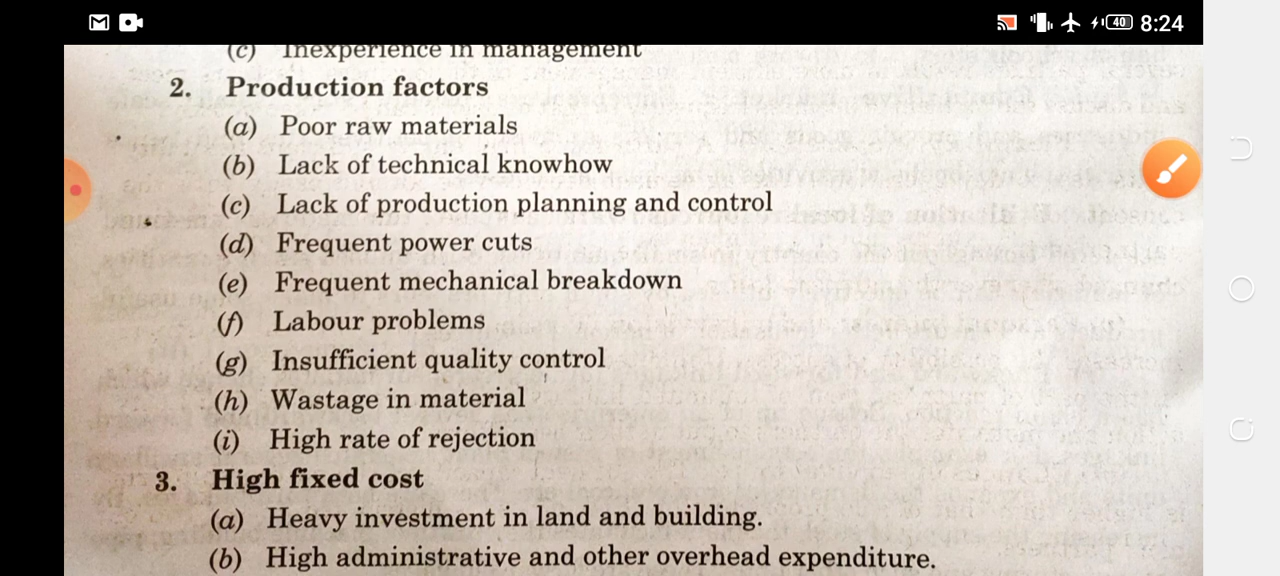 40 8:24
(c) Inexperience in management
2. Production factors
(a) Poor raw materials
(b) Lack of technical knowhow
(c) Lack of production planning and control
(d) Frequent power cuts
(e) Frequent mechanical breakdown
(f) Labour problems
(g) Insufficient quality control
(h) Wastage in material
(i) High rate of rejection
3. High fixed cost
(a) Heavy investment in land and building.
(b) High administrative and other overhead expenditure.